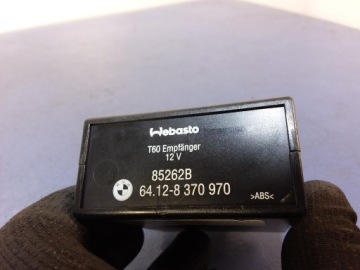 Webasto
T60 Empfänger
12 V
85262B
64.12-8 370 970
>ABS<